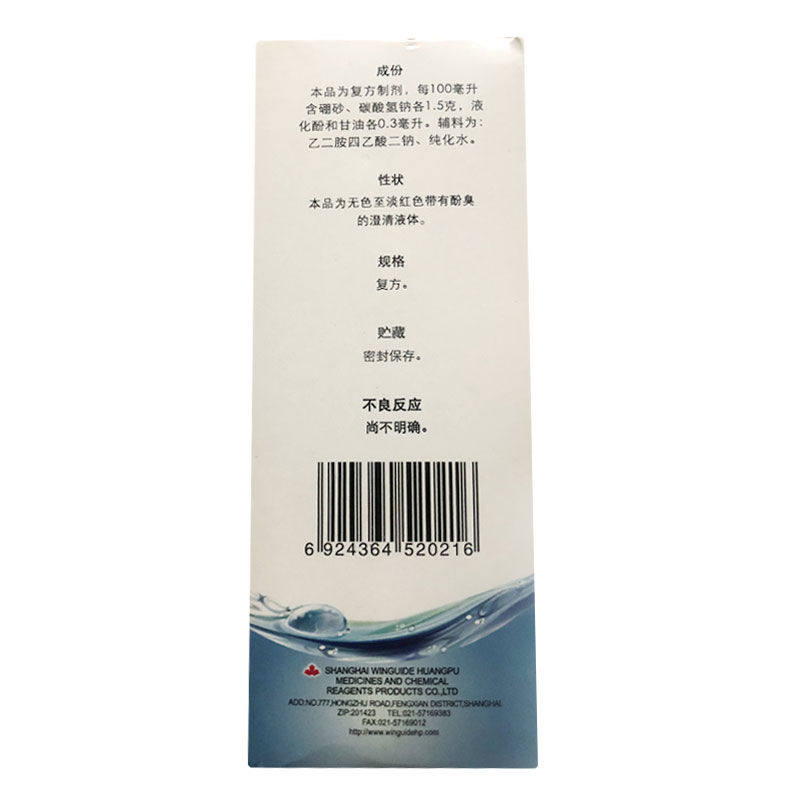 成份
本品为复方制剂，每100毫升
含硼砂、碳酸氢钠各1.5克，液
化酚和甘油各0.3毫升。辅料为：
乙二胺四乙酸二钠、纯化水。
性状
本品为无色至淡红色带有酚臭
的澄清液体。
规格
复方。
贮藏
密封保存。
不良反应
尚不明确。
6 924364 520216
SHANGHAI WINGUIDE HUANGPU
MEDICINES AND CHEMICAL
REAGENTS PRODUCTS CO.,LTD
ADD:NO.777,HONGZHU ROAD,FENGXIAN DISTRICT,SHANGHAI.
ZIP:201423 TEL:021-57169383
FAX:021-57169012
http://www.winguidehp.com